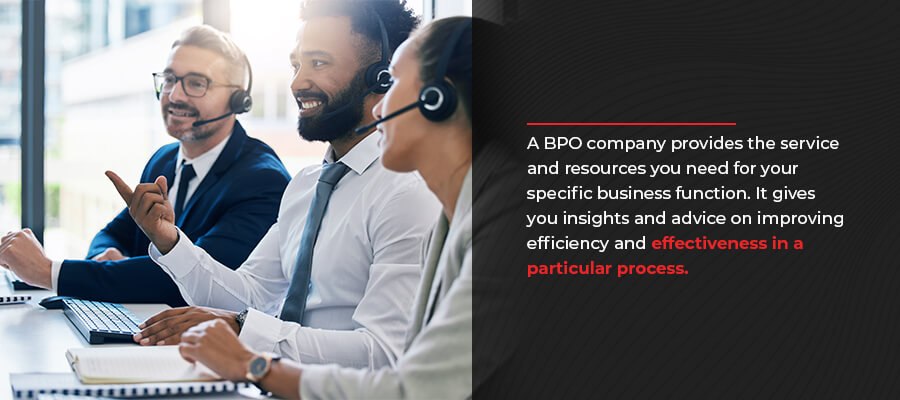 A BPO company provides the service
and resources you need for your
specific business function. It gives
you insights and advice on improving
efficiency and effectiveness in a
particular process.